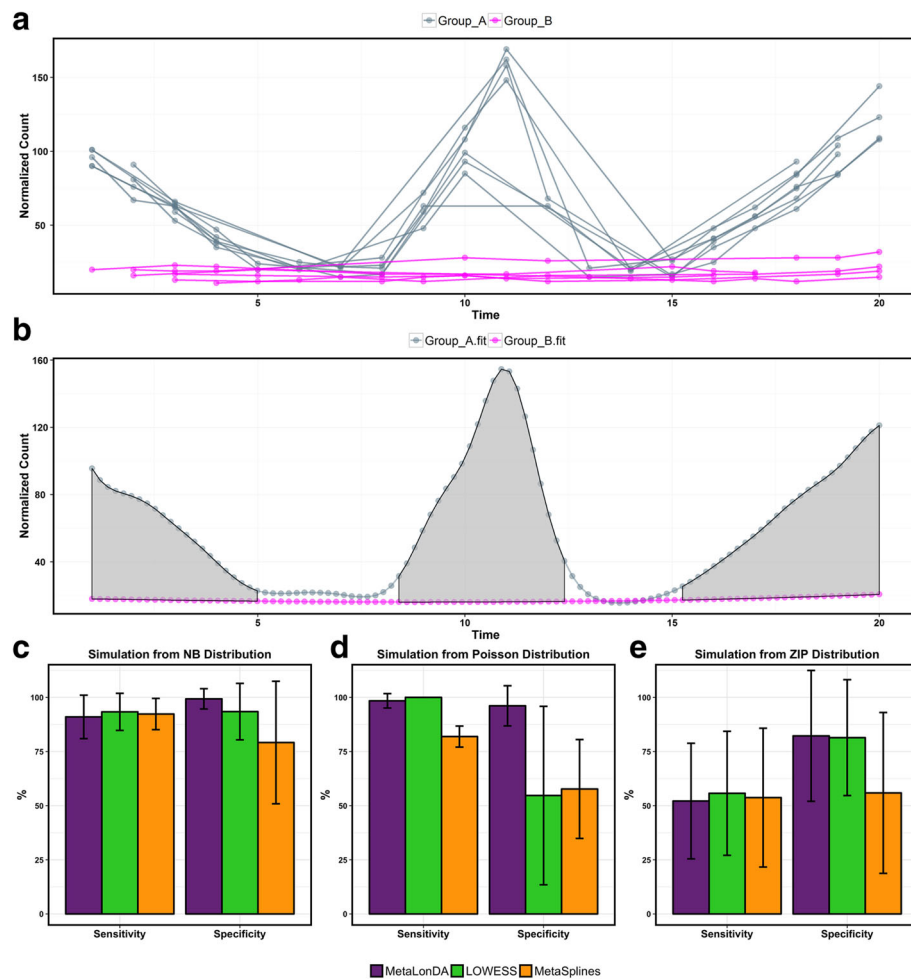 a
Group_A Group_B
Normalized Count
150
100
50
5 10 15 20
Time
b
Group_A.fit Group_B.fit
Normalized Count
160
120
80
40
5 10 15 20
Time
c
Simulation from NB Distribution
%
100
75
50
25
0
Sensitivity Specificity
d
Simulation from Poisson Distribution
%
100
75
50
25
0
Sensitivity Specificity
e
Simulation from ZIP Distribution
%
100
75
50
25
0
Sensitivity Specificity
MetaLonDA LOWESS MetaSplines